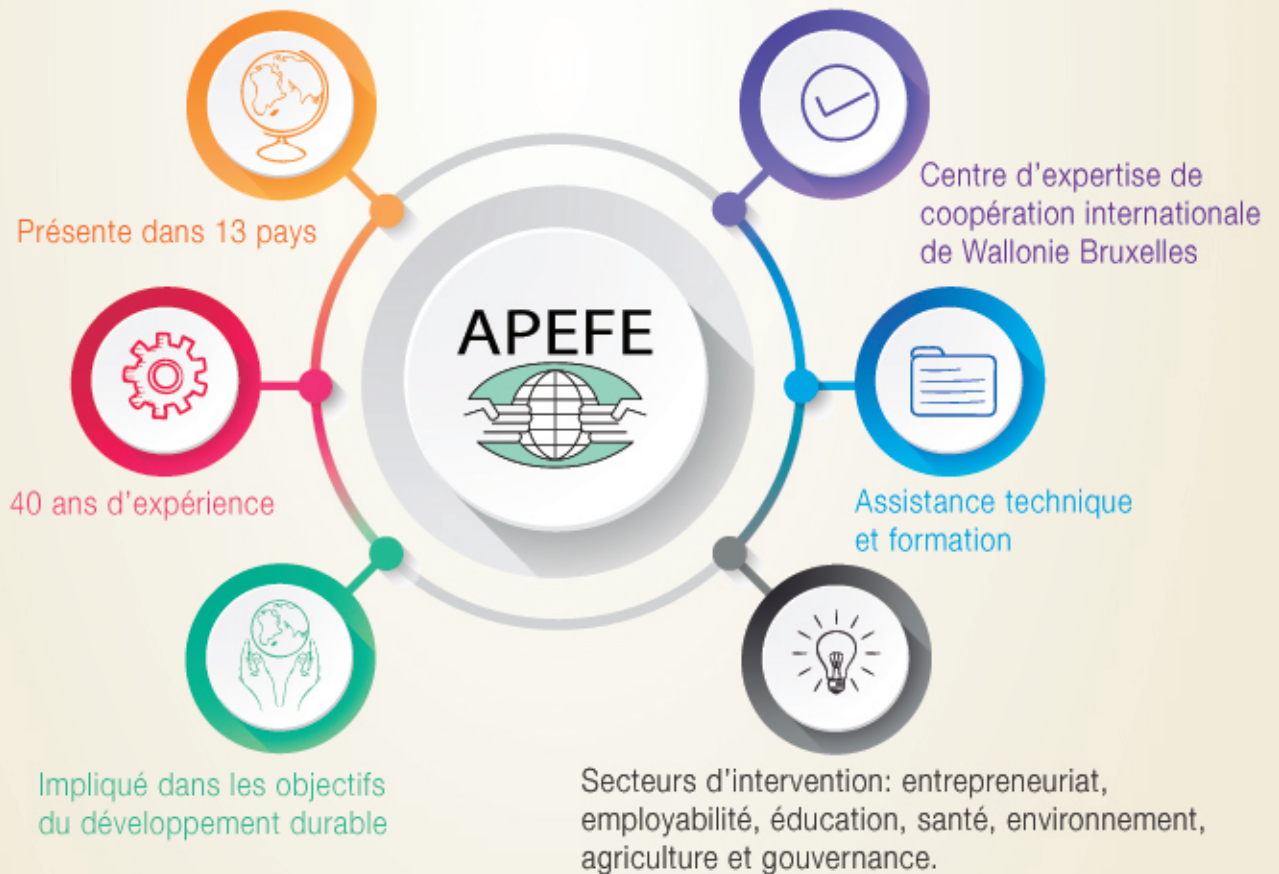 Présente dans 13 pays
40 ans d'expérience
Impliqué dans les objectifs
du développement durable
APEFE
Centre d'expertise de
coopération internationale
de Wallonie Bruxelles
Assistance technique
et formation
Secteurs d'intervention: entrepreneuriat,
employabilité, éducation, santé, environnement,
agriculture et gouvernance.